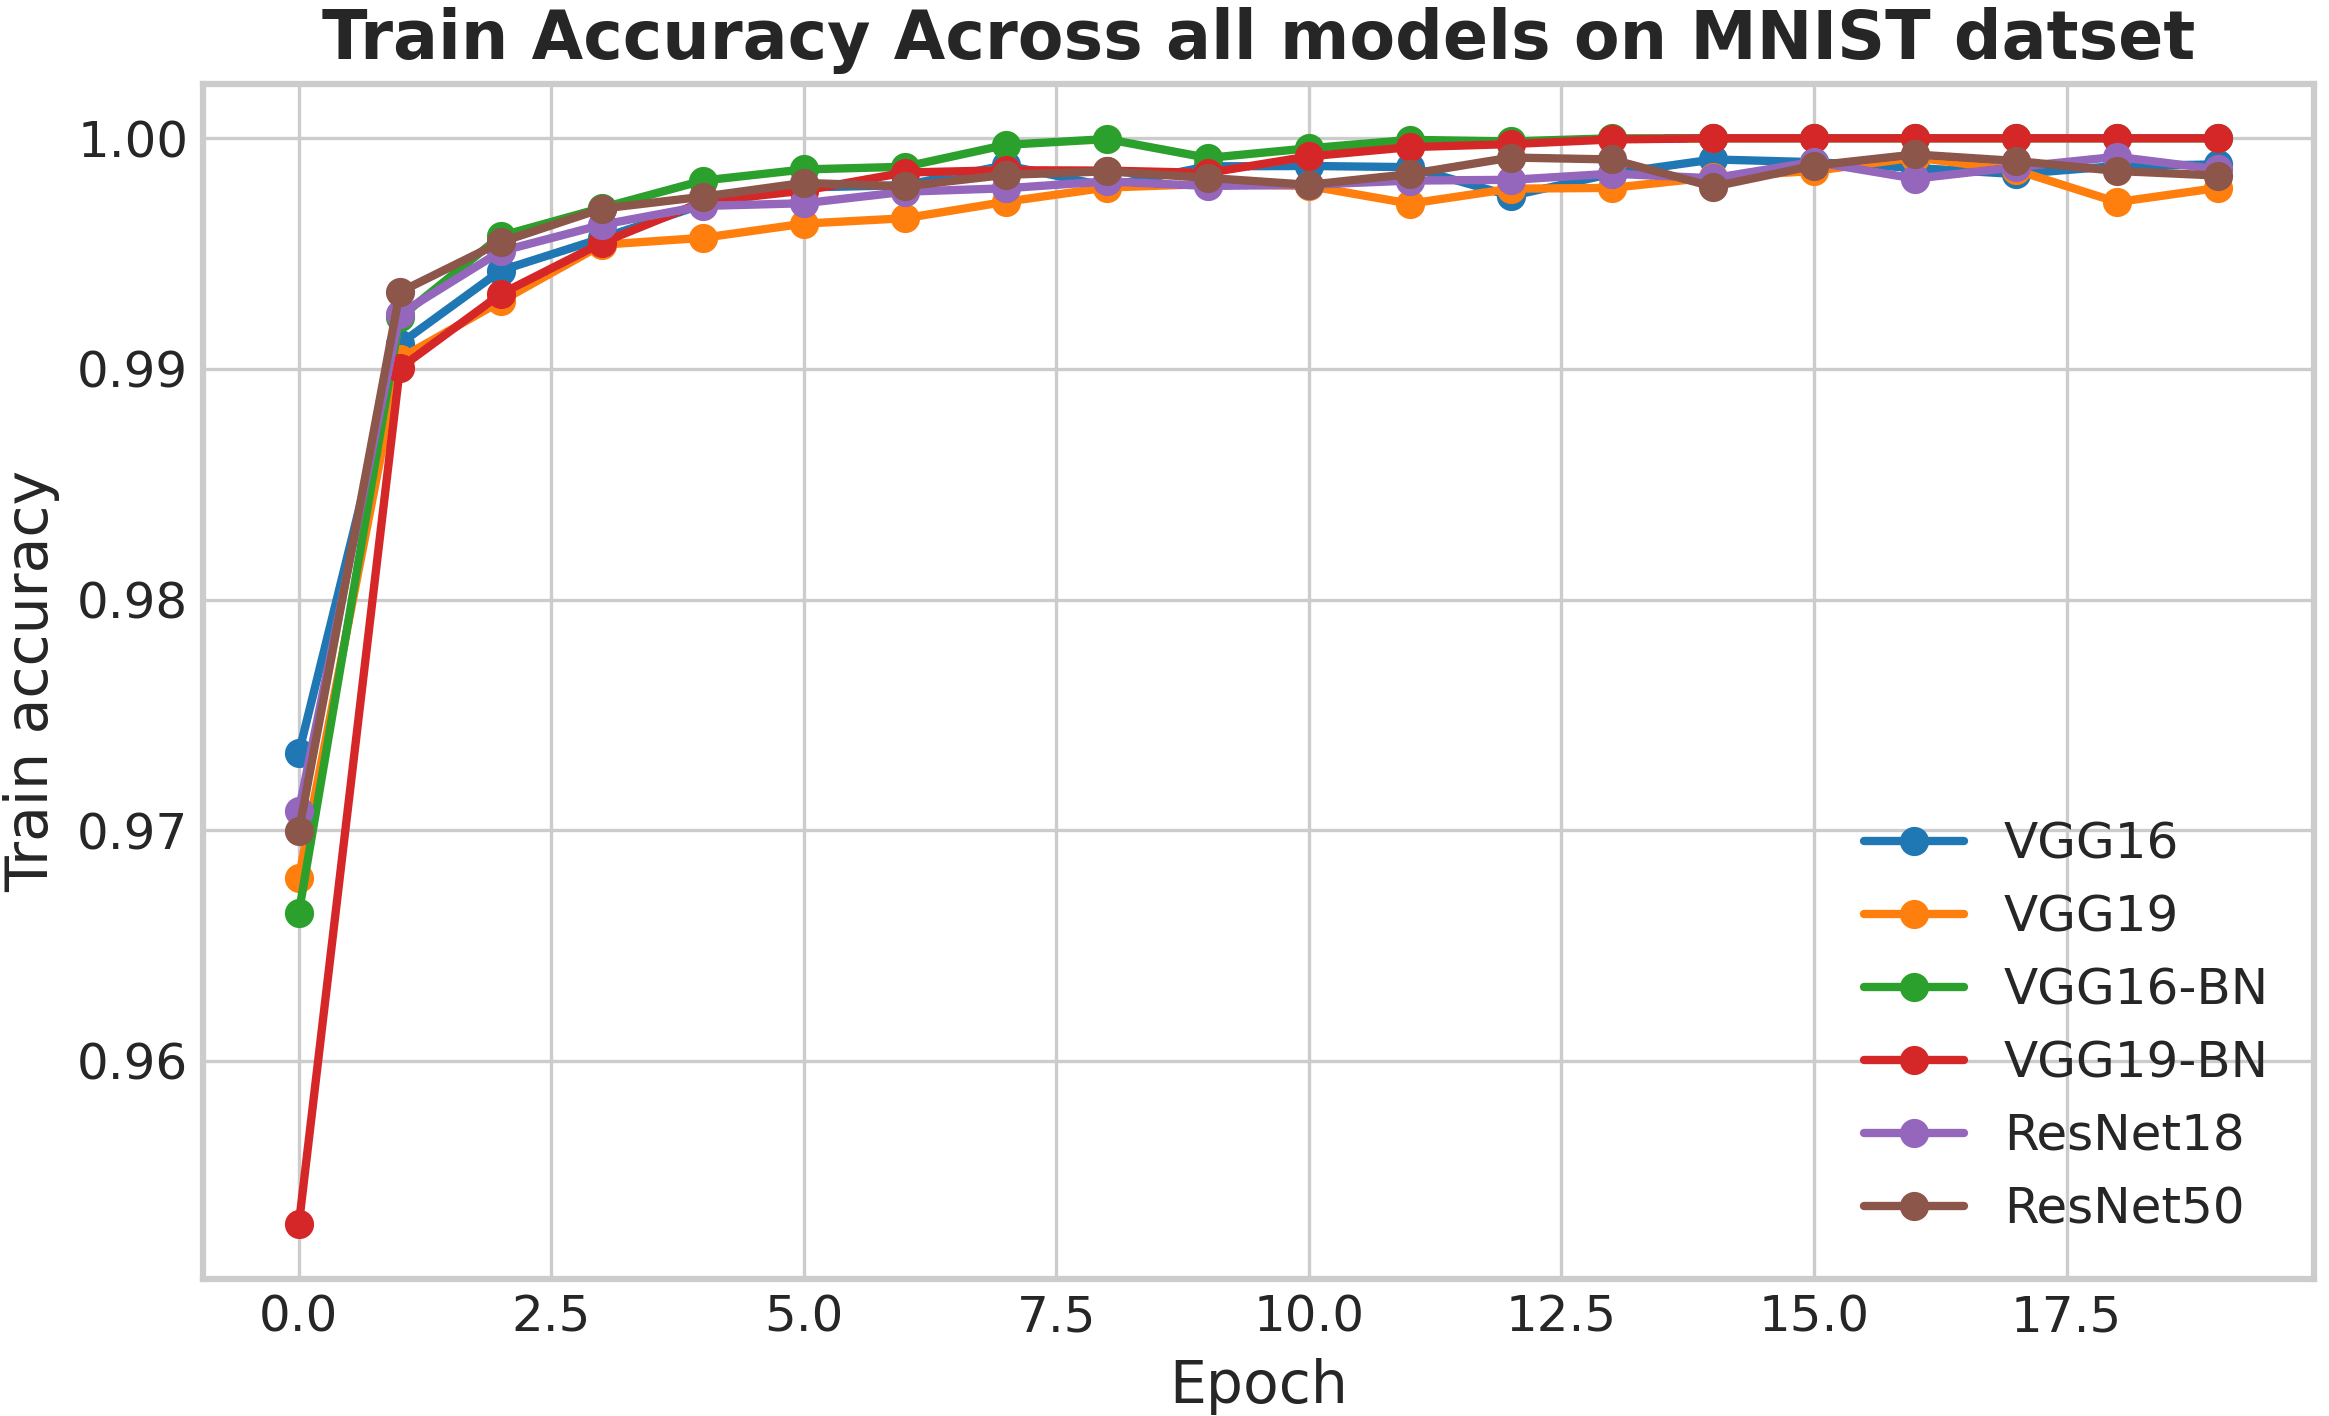 Train Accuracy Across all models on MNIST datset
1.00
0.99
0.98
0.97
0.96
Train accuracy
VGG16
VGG19
VGG16-BN
VGG19-BN
ResNet18
ResNet50
0.0 2.5 5.0 7.5 10.0 12.5 15.0 17.5
Epoch